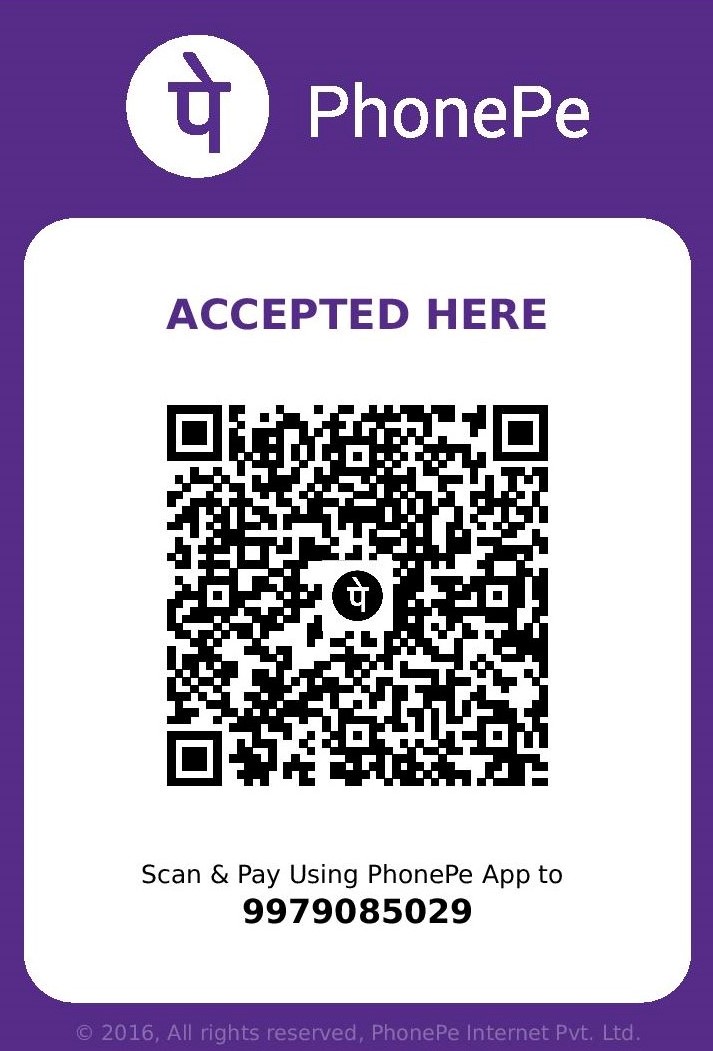 पे PhonePe
ACCEPTED HERE
पे
Scan & Pay Using PhonePe App to
9979085029
© 2016, All rights reserved, PhonePe Internet Pvt. Ltd.